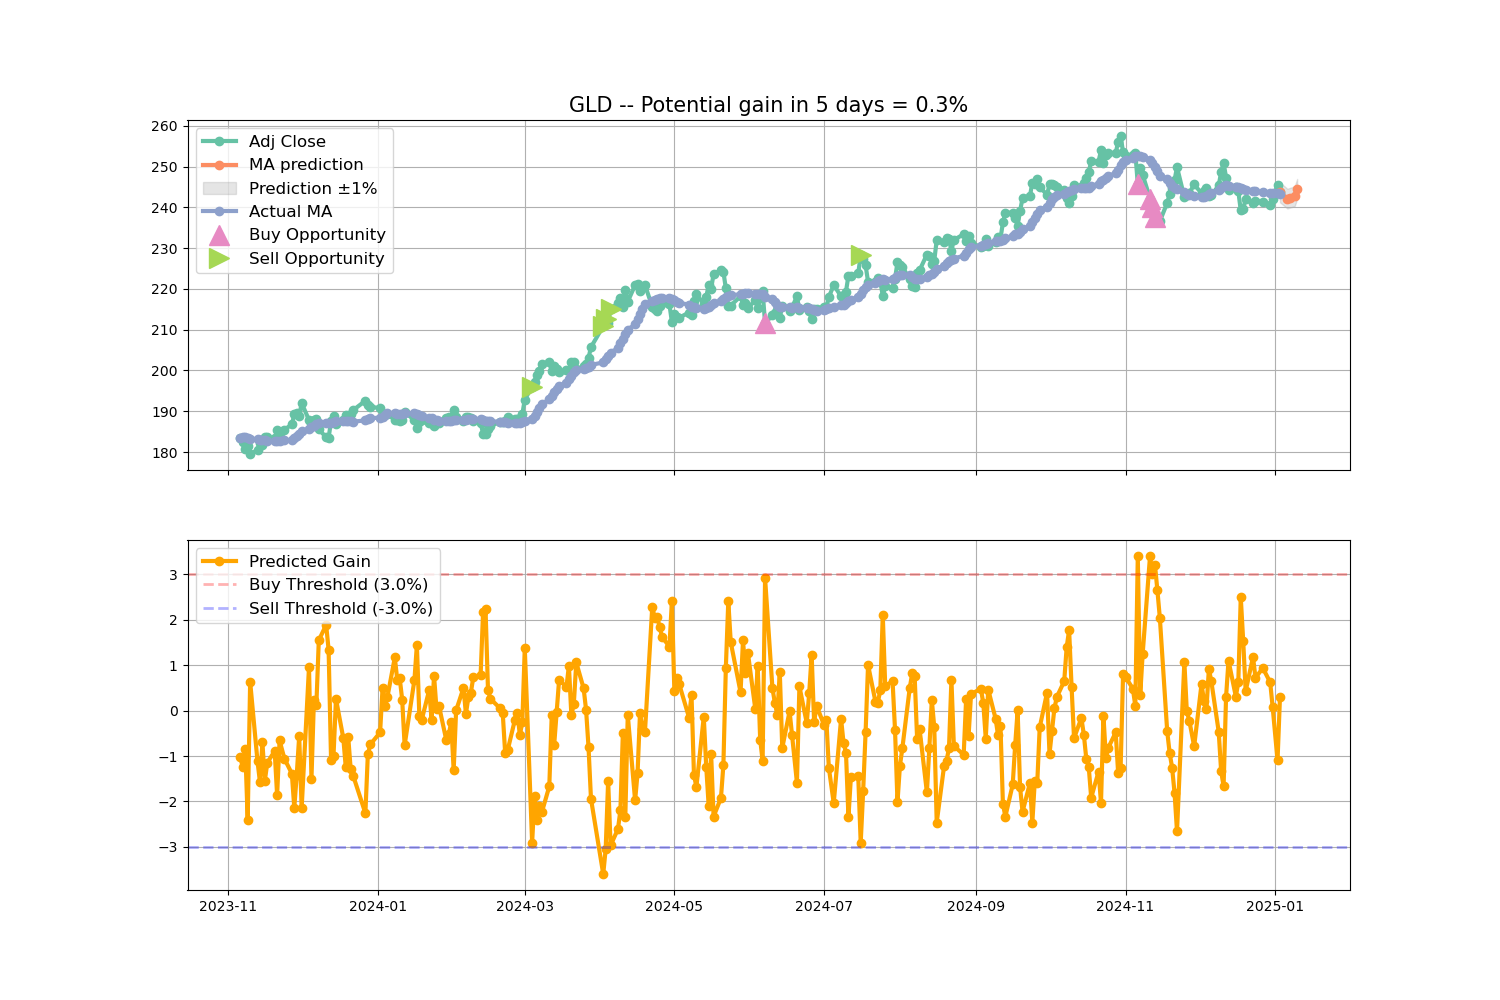 GLD -- Potential gain in 5 days = 0.3%
260
250
240
230
220
210
200
190
180
Adj Close
MA prediction
Prediction ±1%
Actual MA
Buy Opportunity
Sell Opportunity
3
2
1
0
−1
−2
−3
Predicted Gain
Buy Threshold (3.0%)
Sell Threshold (-3.0%)
2023-11
2024-01
2024-03
2024-05
2024-07
2024-09
2024-11
2025-01